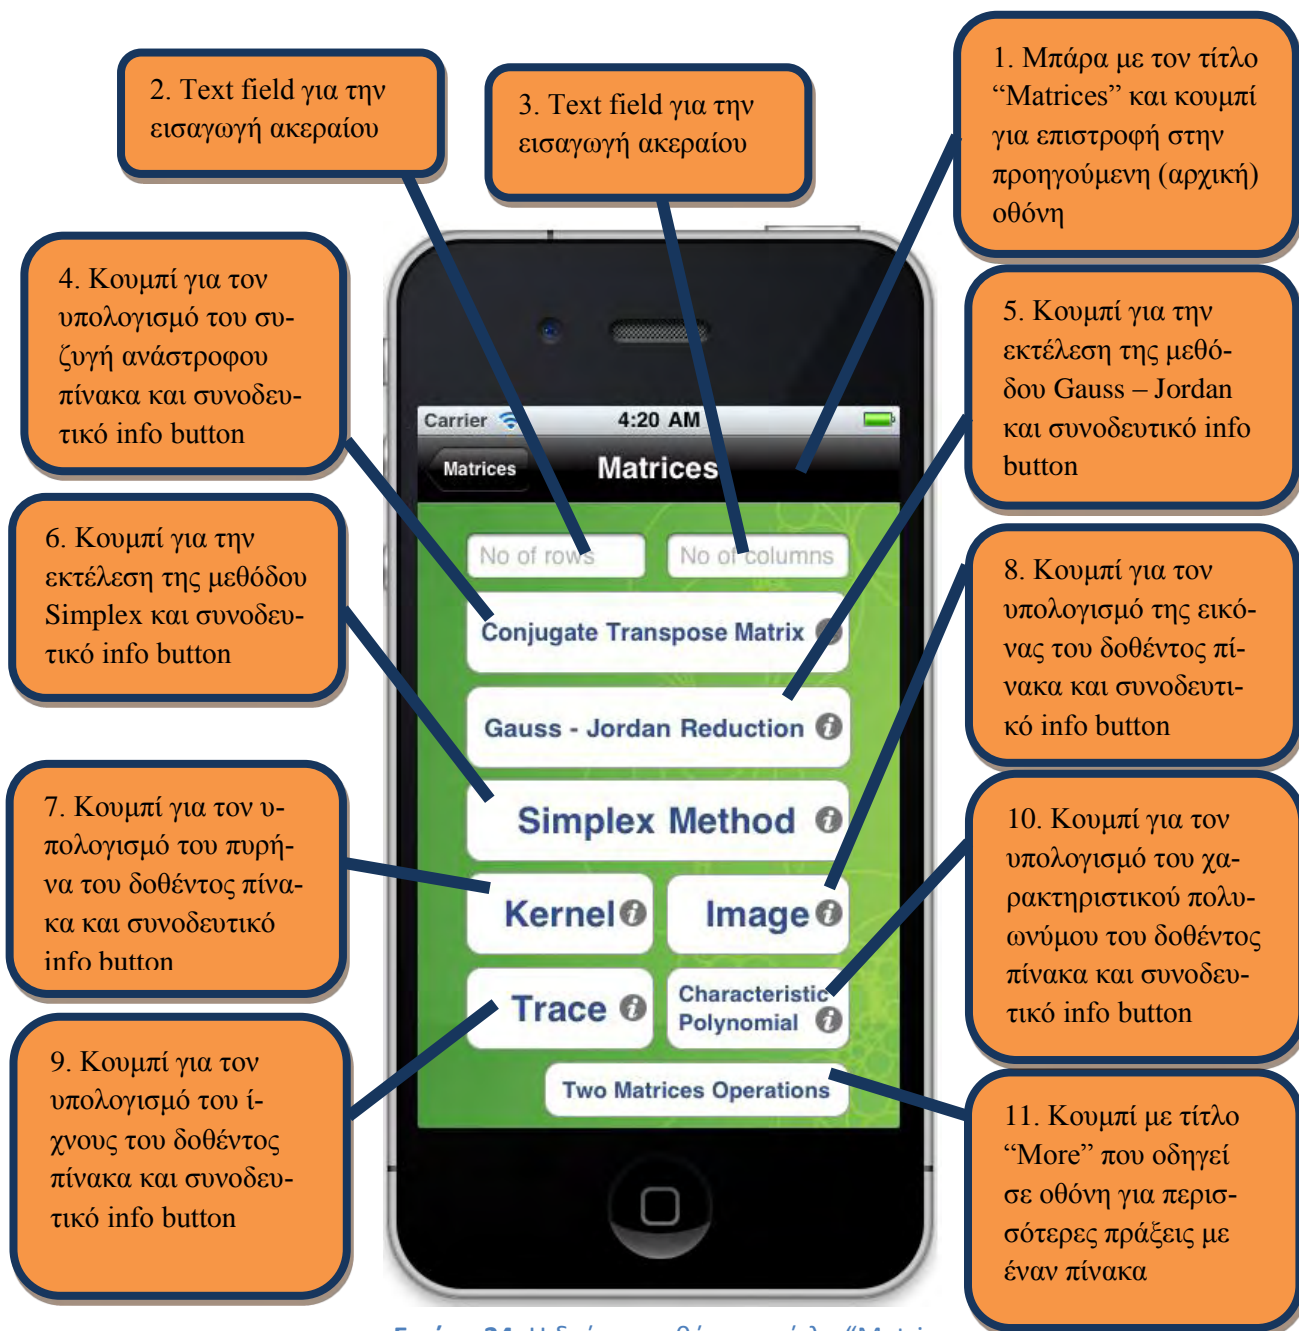 1. Μπάρα με τον τίτλο
“Matrices” και κουμπί
για επιστροφή στην
προηγούμενη (αρχική)
οθόνη
2. Text field για την
εισαγωγή ακεραίου
3. Text field για την
εισαγωγή ακεραίου
4. Κουμπί για τον
υπολογισμό του συ-
ζυγή ανάστροφου
πίνακα και συνοδευ-
τικό info button
5. Κουμπί για την
εκτέλεση της μεθό-
δου Gauss – Jordan
και συνοδευτικό info
button
6. Κουμπί για την
εκτέλεση της μεθόδου
Simplex και συνοδευ-
τικό info button
7. Κουμπί για τον υ-
πολογισμό του πυρή-
να του δοθέντος πίνα-
κα και συνοδευτικό
info button
8. Κουμπί για τον
υπολογισμό της εικό-
νας του δοθέντος πί-
νακα και συνοδευτι-
κό info button
9. Κουμπί για τον
υπολογισμό του ί-
χνους του δοθέντος
πίνακα και συνοδευ-
τικό info button
10. Κουμπί για τον
υπολογισμό του χα-
ρακτηριστικού πολυ-
ωνύμου του δοθέντος
πίνακα και συνοδευ-
τικό info button
11. Κουμπί με τίτλο
“More” που οδηγεί
σε οθόνη για περισ-
σότερες πράξεις με
έναν πίνακα
Carrier 4:20 AM
Matrices Matrices
No of rows No of columns
Conjugate Transpose Matrix
Gauss - Jordan Reduction
Simplex Method
Kernel Image
Trace Characteristic
Polynomial
Two Matrices Operations